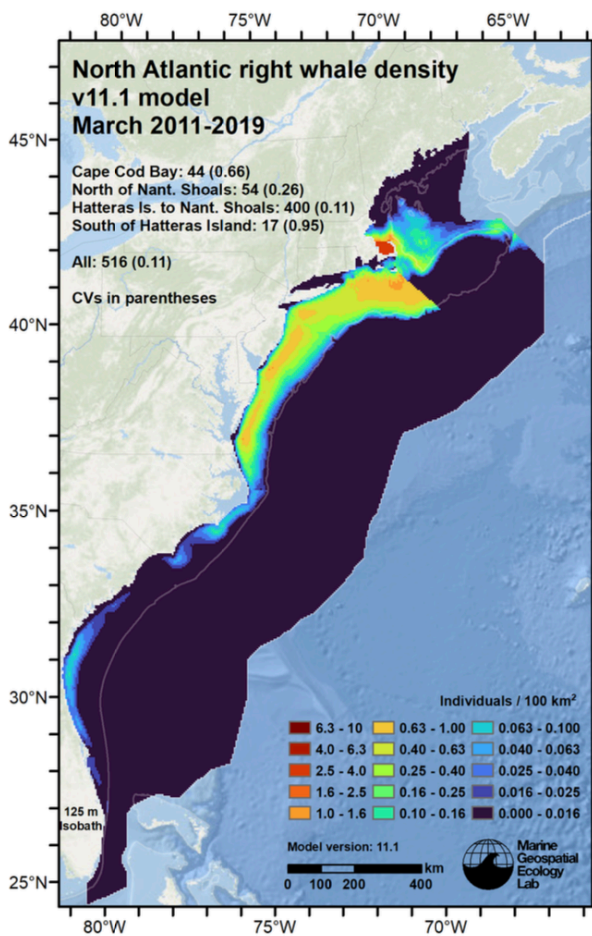 80°W 75°W 70°W 65°W
North Atlantic right whale density
v11.1 model
March 2011-2019
45°N
Cape Cod Bay: 44 (0.66)
North of Nant. Shoals: 54 (0.26)
Hatteras Is. to Nant. Shoals: 400 (0.11)
South of Hatteras Island: 17 (0.95)
All: 516 (0.11)
CVs in parentheses
40°N
35°N
30°N
Individuals / 100 km²
6.3 - 10 0.63 - 1.00 0.063 - 0.100
4.0 - 6.3 0.40 - 0.63 0.040 - 0.063
2.5 - 4.0 0.25 - 0.40 0.025 - 0.040
1.6 - 2.5 0.16 - 0.25 0.016 - 0.025
1.0 - 1.6 0.10 - 0.16 0.000 - 0.016
125 m
Isobath
Model version: 11.1
km
0 100 200 400
Marine
Geospatial
Ecology
Lab
25°N
80°W 75°W 70°W